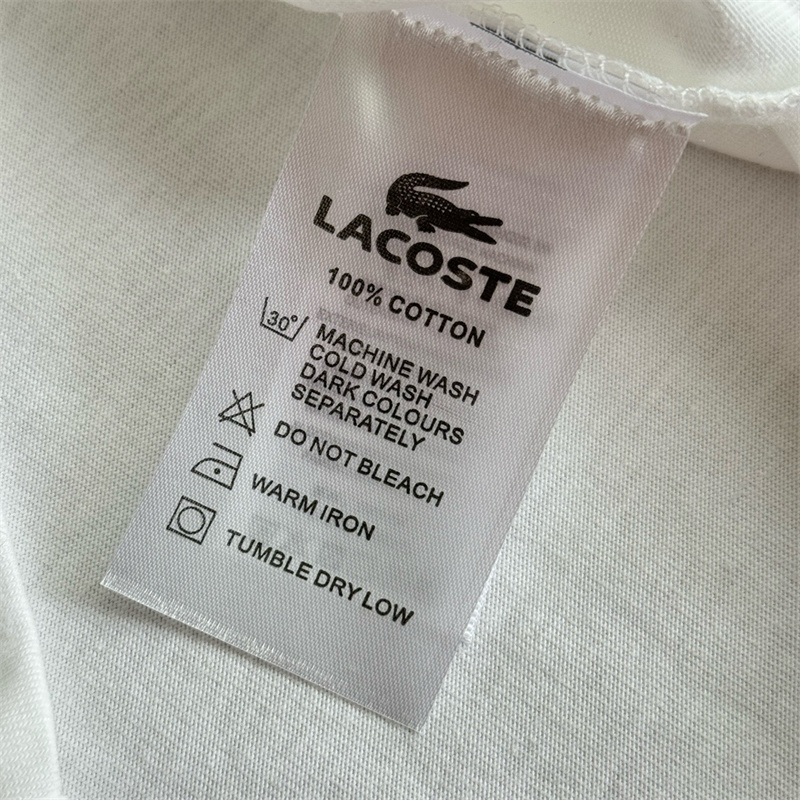 LACOSTE
100% COTTON
30°
MACHINE WASH
COLD WASH
DARK COLOURS
SEPARATELY
DO NOT BLEACH
WARM IRON
TUMBLE DRY LOW